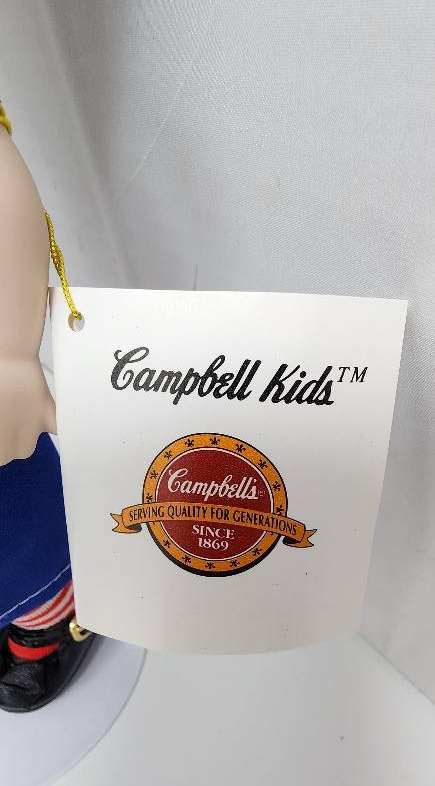 Campbell Kids™
Campbell's
SERVING QUALITY FOR GENERATIONS
SINCE
1869